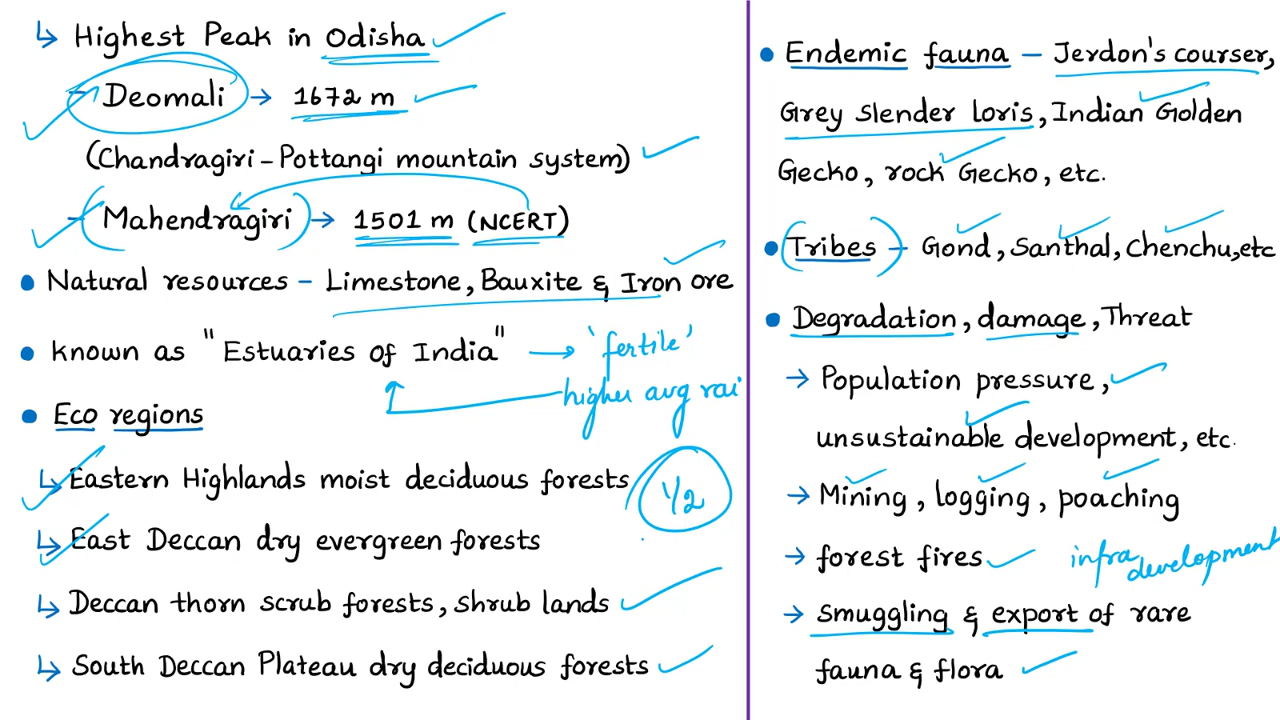 ↳ Highest Peak in Odisha
- Deomali → 1672 m
(Chandragiri - Pottangi mountain system)
- Mahendragiri → 1501 m (NCERT)
• Natural resources - Limestone, Bauxite & Iron ore
• known as "Estuaries of India" → 'fertile'
higher avg rai
• Eco regions
↳ Eastern Highlands moist deciduous forests
1/2
↳ East Deccan dry evergreen forests
↳ Deccan thorn scrub forests, shrub lands
↳ South Deccan Plateau dry deciduous forests
• Endemic fauna - Jerdon's courser,
Grey Slender loris, Indian Golden
Gecko, rock Gecko, etc.
• Tribes - Gond, Santhal, Chenchu, etc
• Degradation, damage, Threat
→ Population pressure,
unsustainable development, etc.
→ Mining, logging, poaching
→ forest fires
infra development
→ smuggling & export of rare
fauna & flora